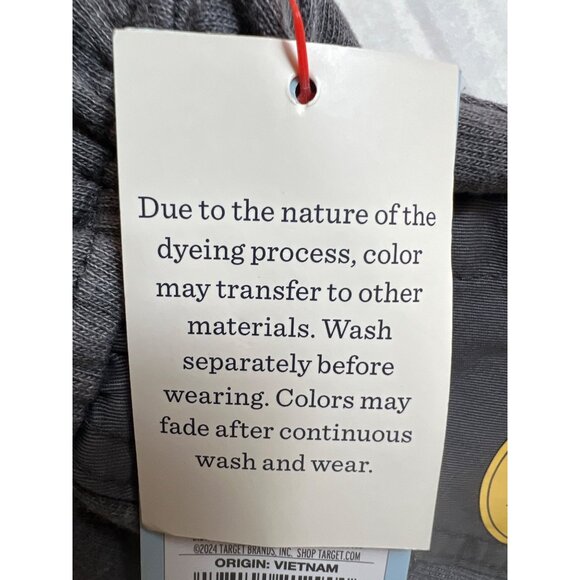 Due to the nature of the
dyeing process, color
may transfer to other
materials. Wash
separately before
wearing. Colors may
fade after continuous
wash and wear.
©2024 TARGET BRANDS, INC. SHOP TARGET.COM
ORIGIN: VIETNAM